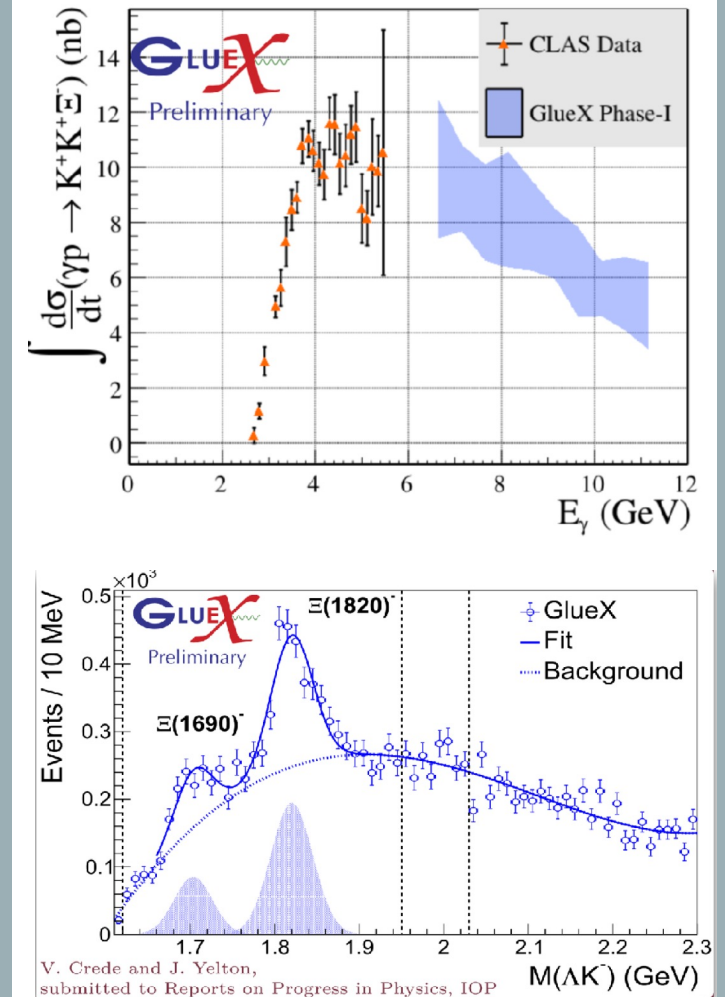 ∫ dσ/dt (γp → K⁺K⁺Ξ⁻) (nb)
14
12
10
8
6
4
2
0
GLUEX
Preliminary
CLAS Data
GlueX Phase-I
0 2 4 6 8 10 12
Eγ (GeV)
×10³
Events / 10 MeV
0.5
0.4
0.3
0.2
0.1
0
GLUEX
Preliminary
Ξ(1690)⁻
Ξ(1820)⁻
GlueX
Fit
Background
1.7 1.8 1.9 2 2.1 2.2 2.3
M(ΛK⁻) (GeV)
V. Crede and J. Yelton,
submitted to Reports on Progress in Physics, IOP